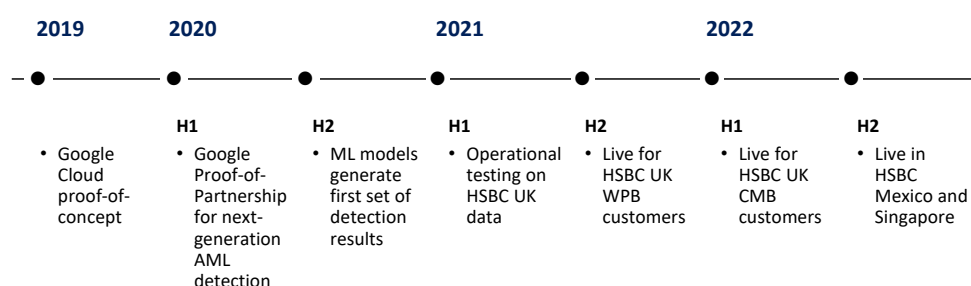 2019
2020
2021
2022
• Google
Cloud
proof-of-
concept
H1
• Google
Proof-of-
Partnership
for next-
generation
AML
detection
H2
• ML models
generate
first set of
detection
results
H1
• Operational
testing on
HSBC UK
data
H2
• Live for
HSBC UK
WPB
customers
H1
• Live for
HSBC UK
CMB
customers
H2
• Live in
HSBC
Mexico and
Singapore